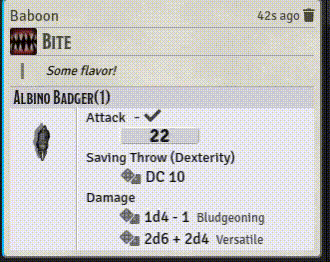 Baboon 42s ago
BITE
Some flavor!
ALBINO BADGER(1)
Attack -
22
Saving Throw (Dexterity)
DC 10
Damage
1d4 - 1 Bludgeoning
2d6 + 2d4 Versatile